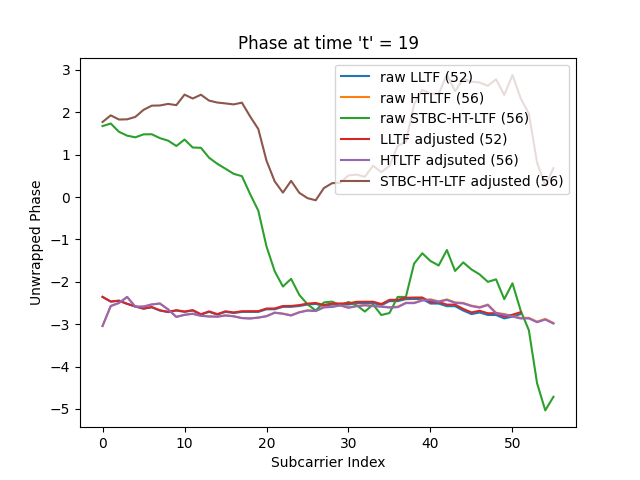 Phase at time 't' = 19
raw LLTF (52)
raw HTLTF (56)
raw STBC-HT-LTF (56)
LLTF adjusted (52)
HTLTF adjsuted (56)
STBC-HT-LTF adjusted (56)
Unwrapped Phase
3
2
1
0
−1
−2
−3
−4
−5
0 10 20 30 40 50
Subcarrier Index